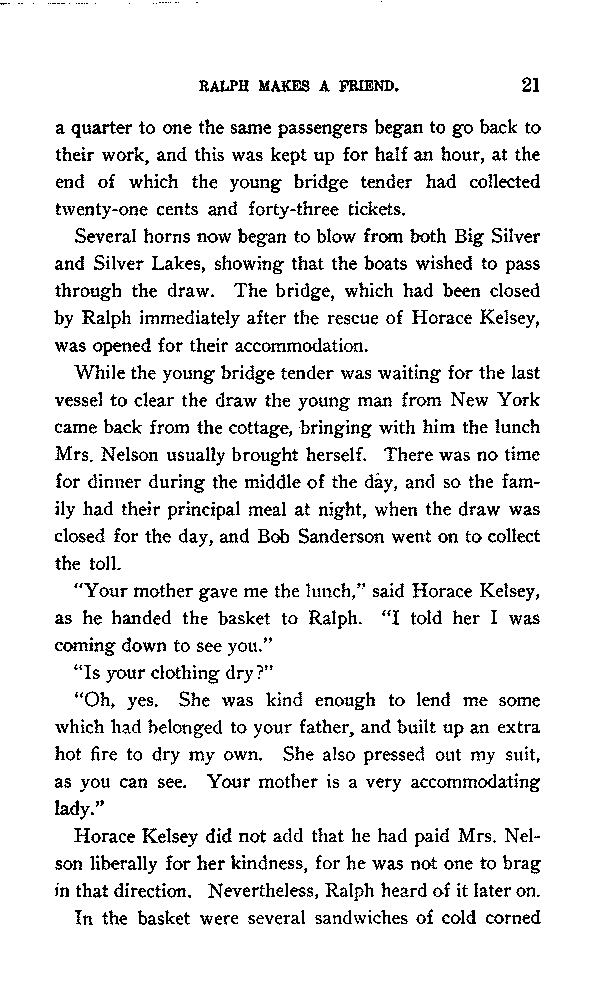 RALPH MAKES A FRIEND. 21
a quarter to one the same passengers began to go back to
their work, and this was kept up for half an hour, at the
end of which the young bridge tender had collected
twenty-one cents and forty-three tickets.
Several horns now began to blow from both Big Silver
and Silver Lakes, showing that the boats wished to pass
through the draw. The bridge, which had been closed
by Ralph immediately after the rescue of Horace Kelsey,
was opened for their accommodation.
While the young bridge tender was waiting for the last
vessel to clear the draw the young man from New York
came back from the cottage, bringing with him the lunch
Mrs. Nelson usually brought herself. There was no time
for dinner during the middle of the day, and so the fam-
ily had their principal meal at night, when the draw was
closed for the day, and Bob Sanderson went on to collect
the toll.
"Your mother gave me the lunch," said Horace Kelsey,
as he handed the basket to Ralph. "I told her I was
coming down to see you."
"Is your clothing dry?"
"Oh, yes. She was kind enough to lend me some
which had belonged to your father, and built up an extra
hot fire to dry my own. She also pressed out my suit,
as you can see. Your mother is a very accommodating
lady."
Horace Kelsey did not add that he had paid Mrs. Nel-
son liberally for her kindness, for he was not one to brag
in that direction. Nevertheless, Ralph heard of it later on.
In the basket were several sandwiches of cold corned